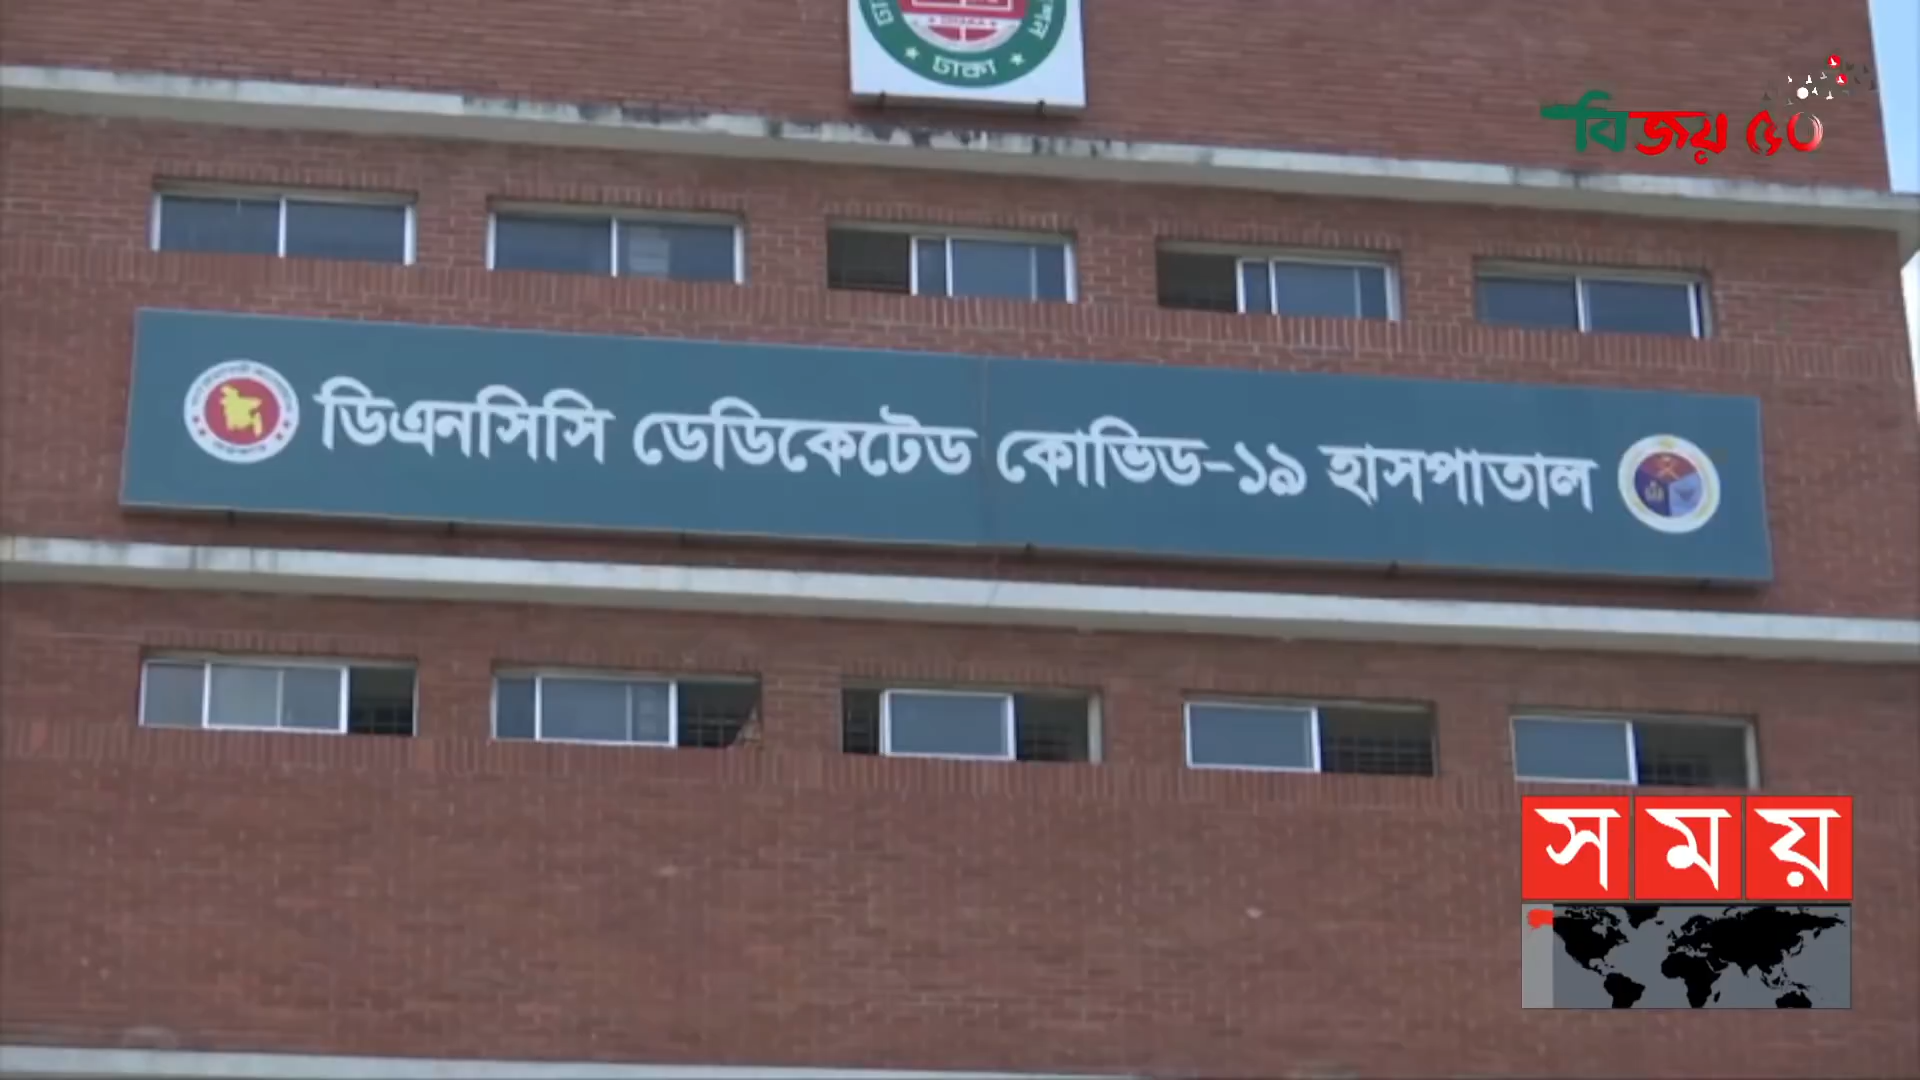 ঢাকা
বিজয় ৫০
ডিএনসিসি ডেডিকেটেড কোভিড-১৯ হাসপাতাল
সময়